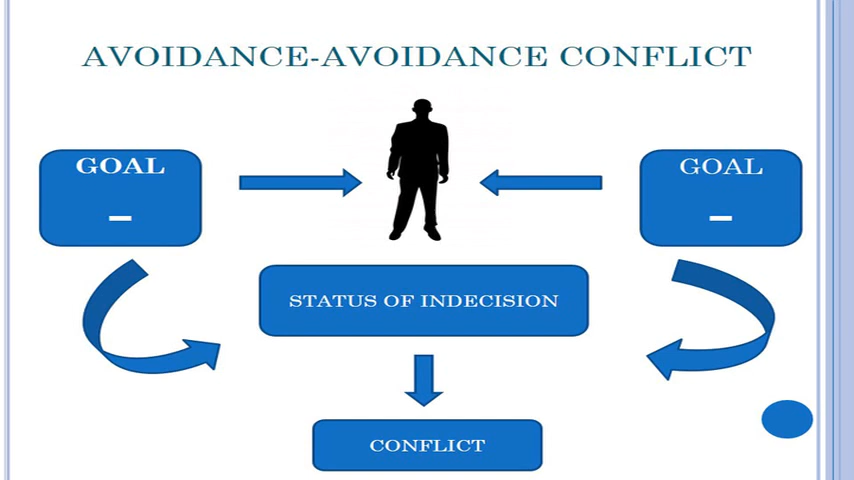 AVOIDANCE-AVOIDANCE CONFLICT
GOAL
–
GOAL
–
STATUS OF INDECISION
CONFLICT